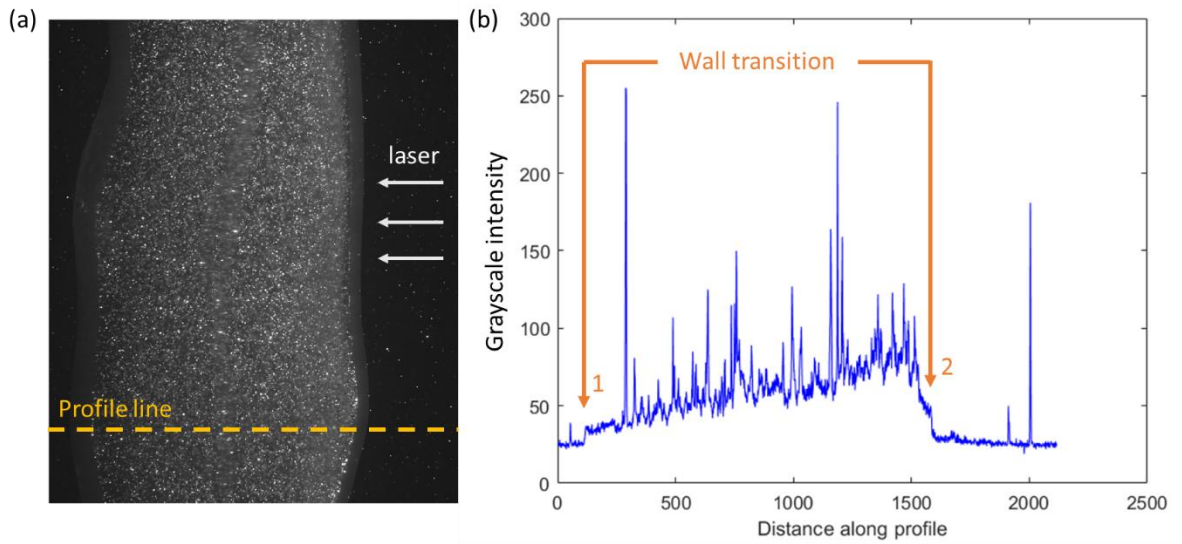 (a)
laser
Profile line
(b)
300
250
200
150
100
50
0
Grayscale intensity
Wall transition
1
2
0
500
1000
1500
2000
2500
Distance along profile